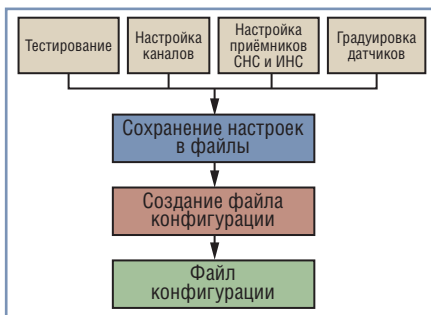 Тестирование
Настройка
каналов
Настройка
приёмников
СНС и ИНС
Градуировка
датчиков
Сохранение настроек
в файлы
Создание файла
конфигурации
Файл
конфигурации